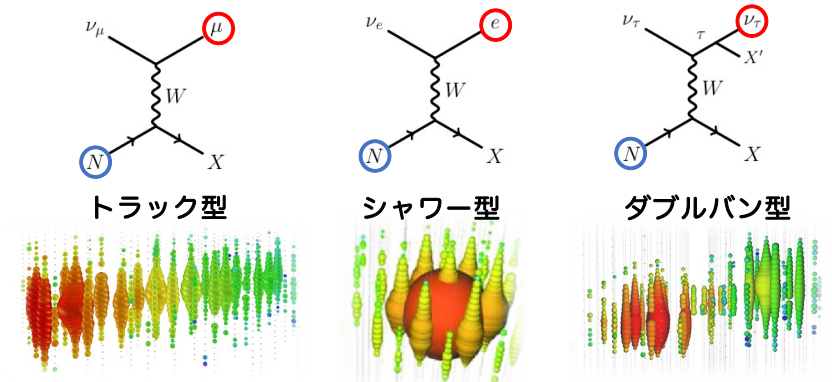 ν_μ μ
W
N X
トラック型
ν_e e
W
N X
シャワー型
ν_τ τ ν_τ
X'
W
N X
ダブルバン型